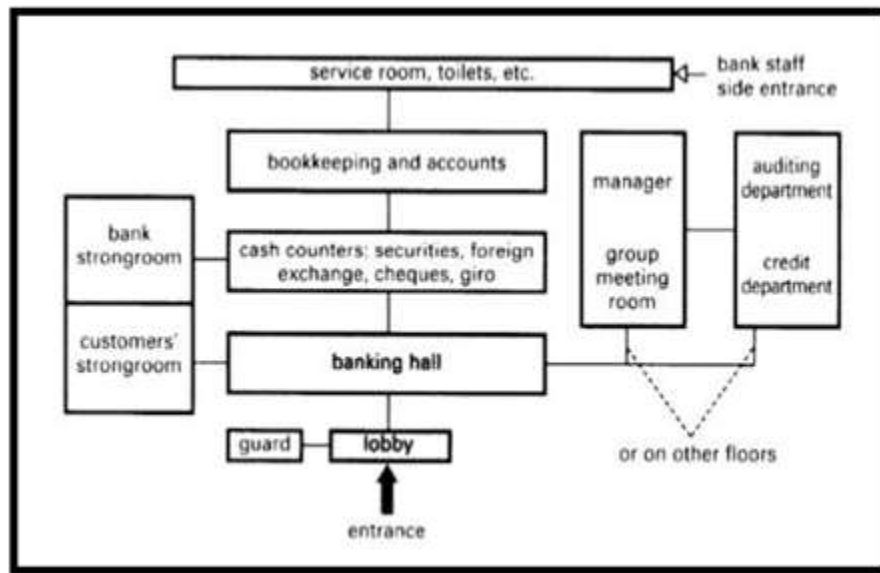 service room, toilets, etc.
bank staff
side entrance
bookkeeping and accounts
manager
auditing
department
bank
strongroom
cash counters: securities, foreign
exchange, cheques, giro
group
meeting
room
credit
department
customers'
strongroom
banking hall
guard
lobby
or on other floors
entrance